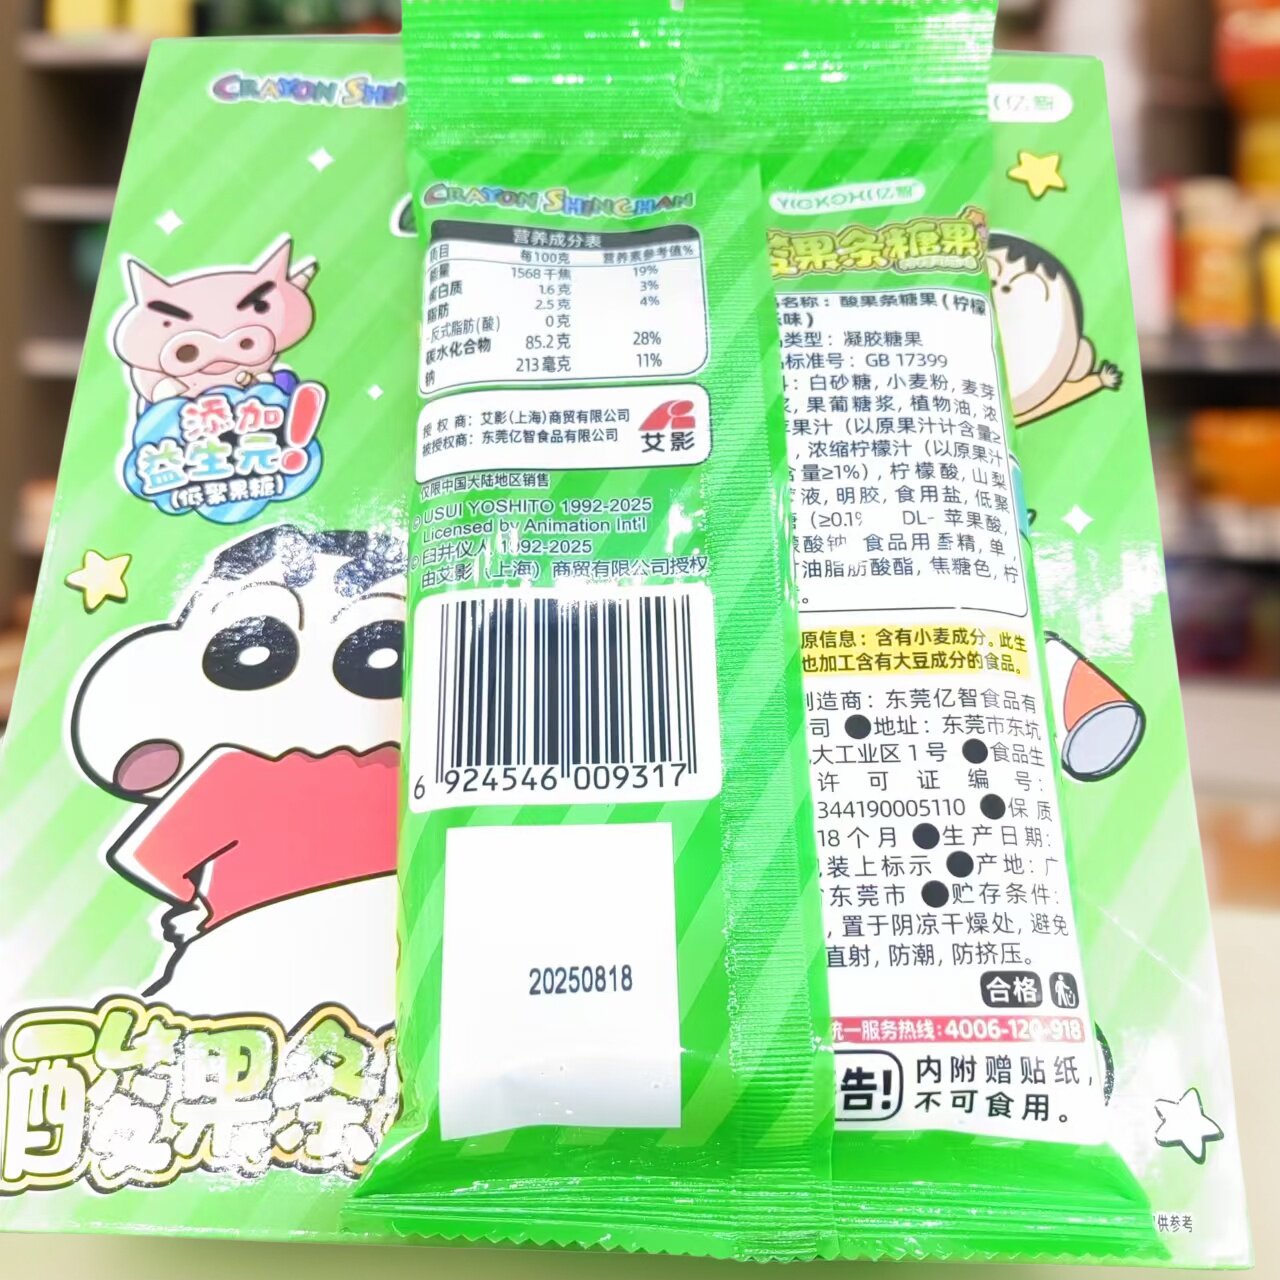 CRAYON SHIN
亿智
CRAYON SHINCHAN
营养成分表
项目 每100克 营养素参考值%
能量 1568千焦 19%
蛋白质 1.6克 3%
脂肪 2.5克 4%
-反式脂肪(酸) 0克
碳水化合物 85.2克 28%
钠 213毫克 11%
授权商：艾影(上海)商贸有限公司
被授权商：东莞亿智食品有限公司
艾影
仅限中国大陆地区销售
©USUI YOSHITO 1992-2025
Licensed by Animation Int'l
©臼井仪人 1992-2025
由艾影（上海）商贸有限公司授权
6 924546 009317
20250818
YICKOHI亿智
果条糖果
名称：酸果条糖果(柠檬
味)
类型：凝胶糖果
标准号：GB 17399
：白砂糖, 小麦粉, 麦芽
, 果葡糖浆, 植物油, 浓
果汁（以原果汁计含量≥
, 浓缩柠檬汁（以原果汁
量≥1%）, 柠檬酸, 山梨
液, 明胶, 食用盐, 低聚
(≥0.1% DL-苹果酸,
酸钠 食品用香精, 单,
油脂肪酸酯, 焦糖色, 柠
。
原信息：含有小麦成分。此生
也加工含有大豆成分的食品。
造商：东莞亿智食品有
司 ●地址：东莞市东坑
大工业区1号 ●食品生
许可证编号：
344190005110 ●保质
18个月 ●生产日期：
装上标示 ●产地：广
东莞市 ●贮存条件：
, 置于阴凉干燥处, 避免
直射, 防潮, 防挤压。
合格
统一服务热线：4006-120-918
告！ 内附赠贴纸,
不可食用。
添加
益生元！
(低聚果糖)
酸果条
供参考